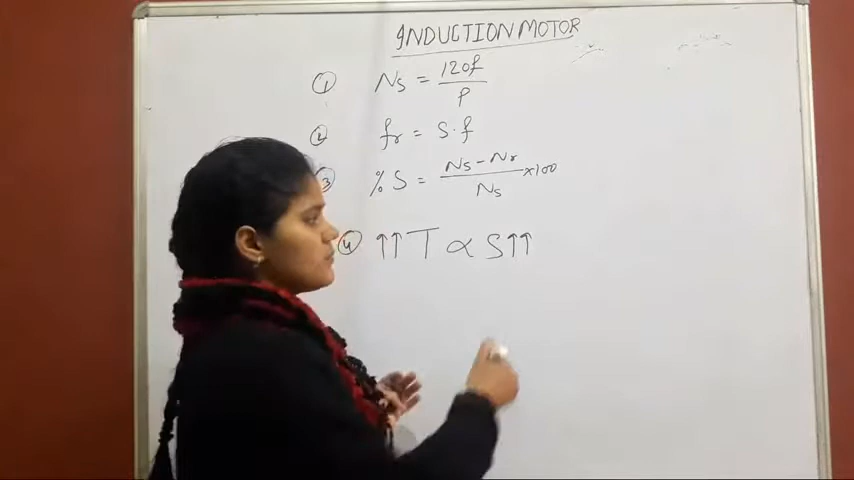 INDUCTION MOTOR
① Ns = 120f / P
② fr = s.f
③ % S = Ns - Nr / Ns ×100
④ ↑↑ T ∝ S↑↑